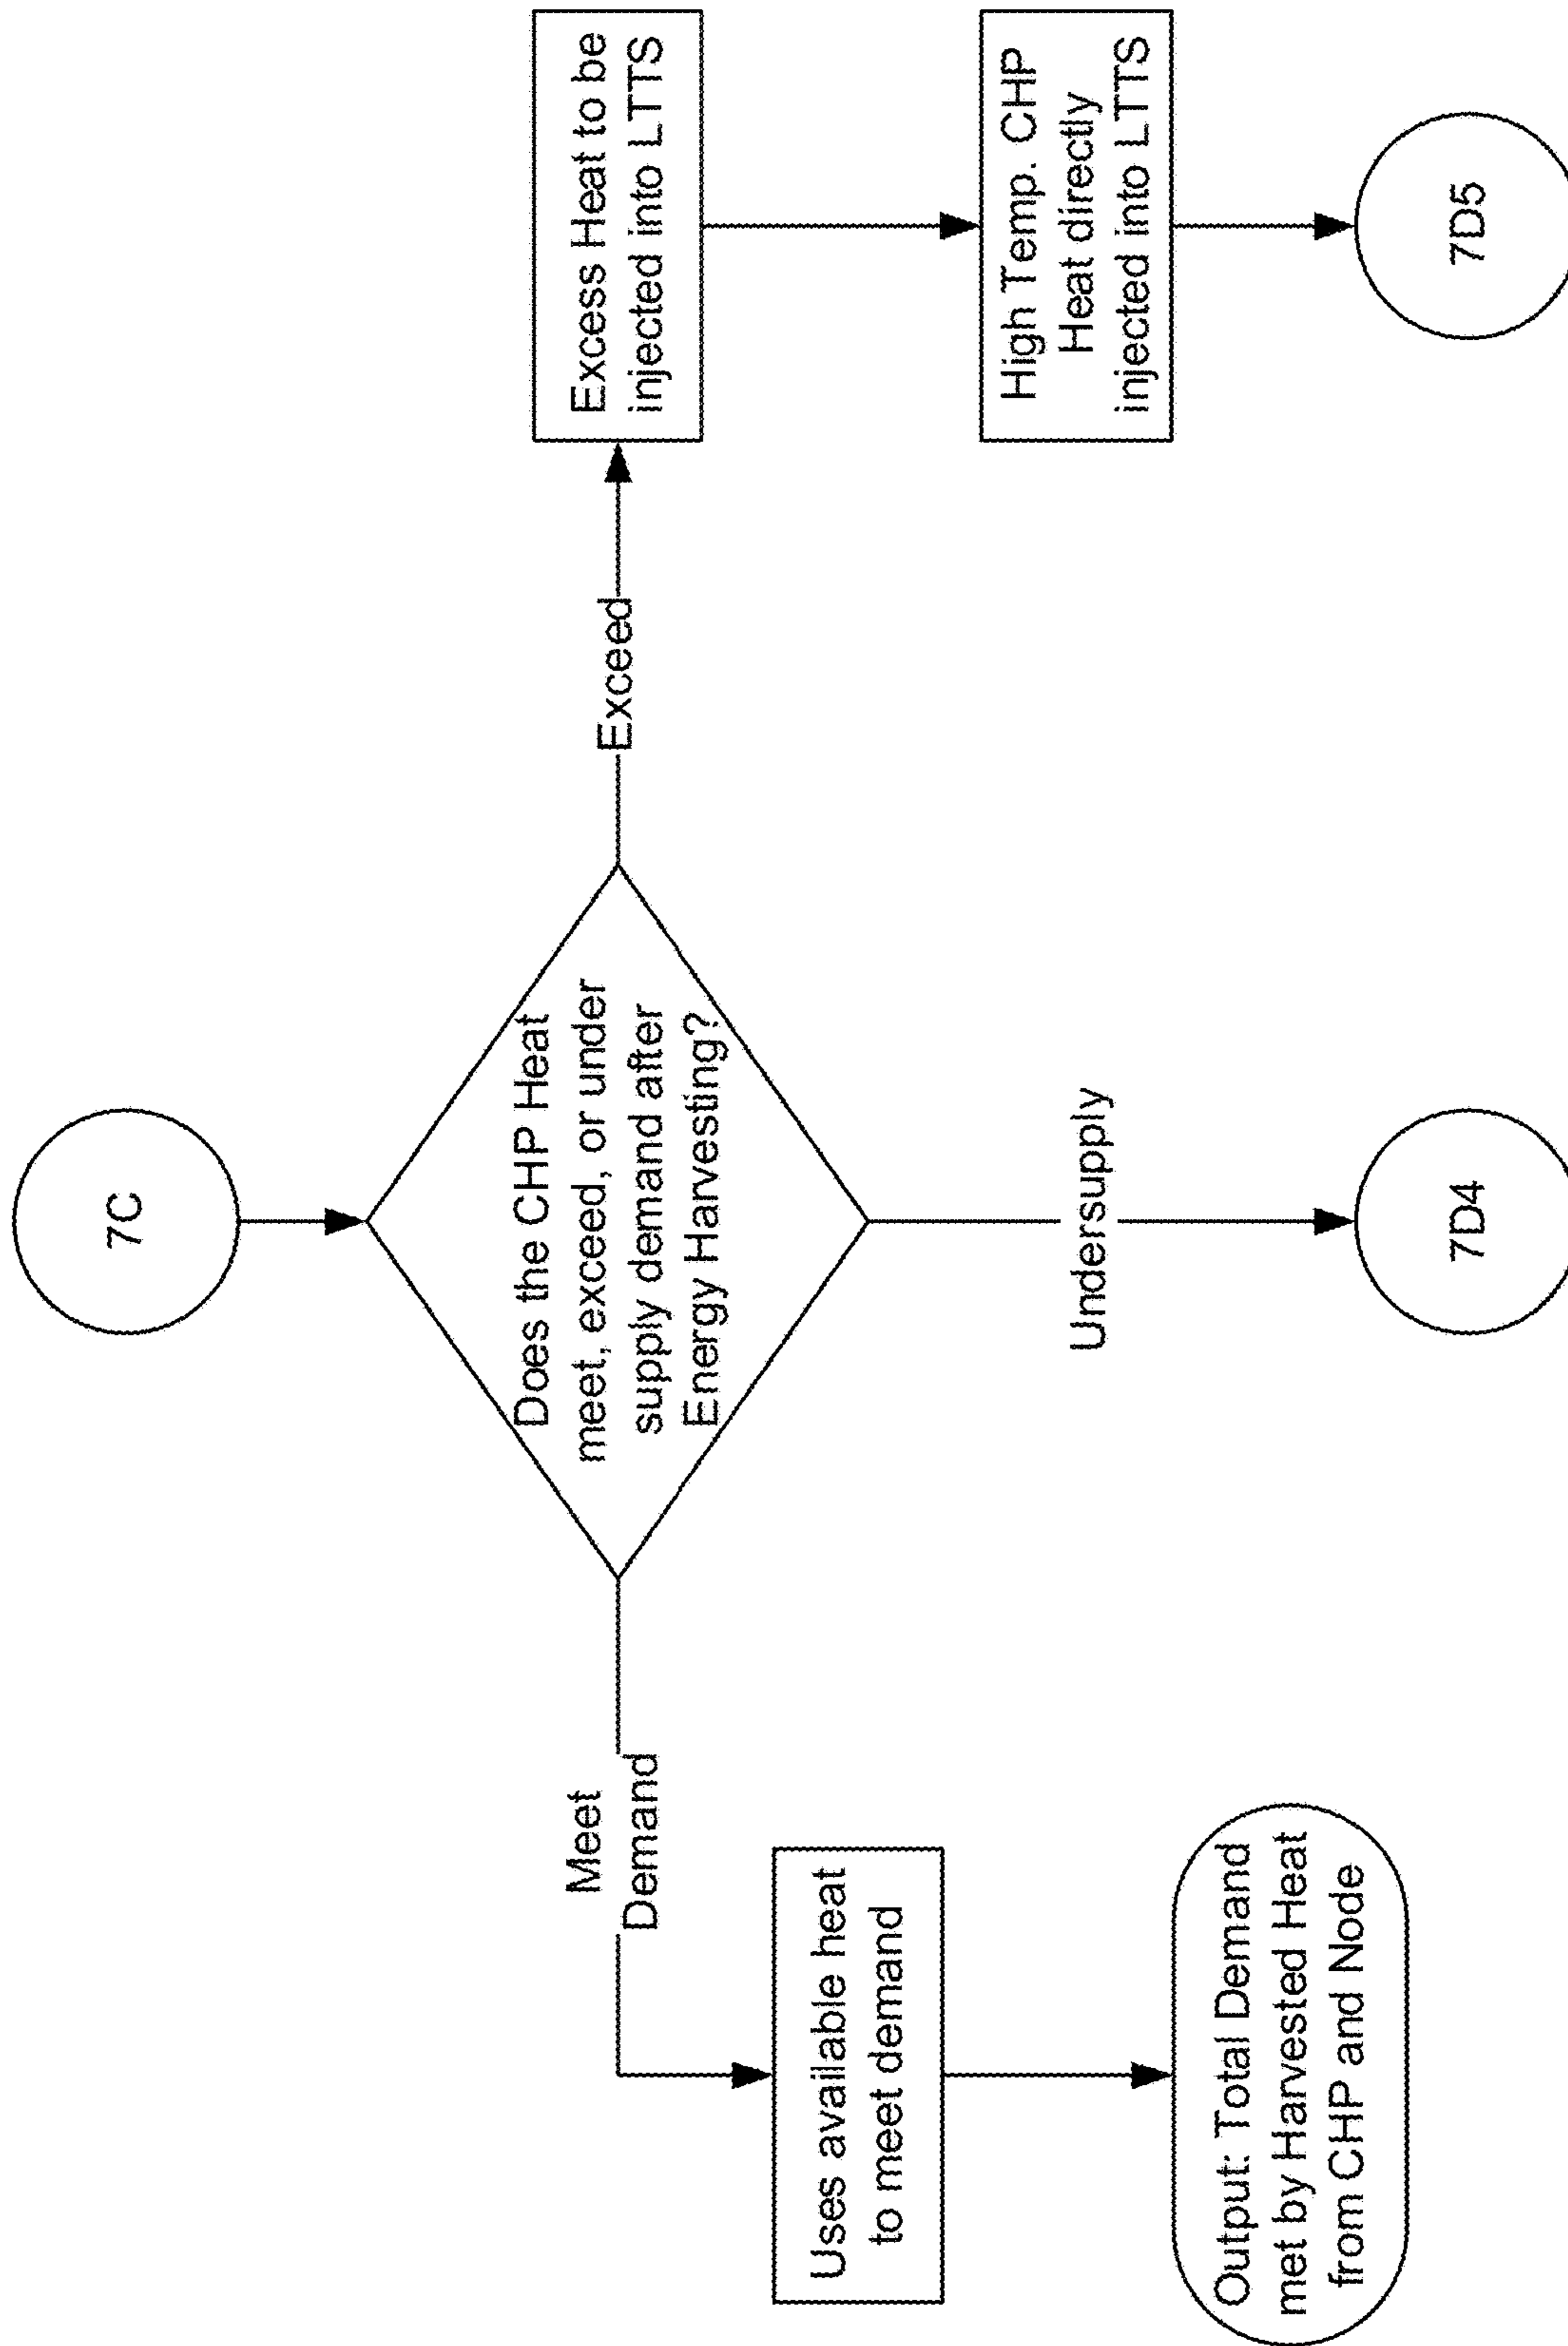 7C
Does the CHP Heat
meet, exceed, or under
supply demand after
Energy Harvesting?
Meet
Demand
Uses available heat
to meet demand
Output: Total Demand
met by Harvested Heat
from CHP and Node
Undersupply
7D4
Exceed
Excess Heat to be
injected into LTTS
High Temp. CHP
Heat directly
injected into LTTS
7D5